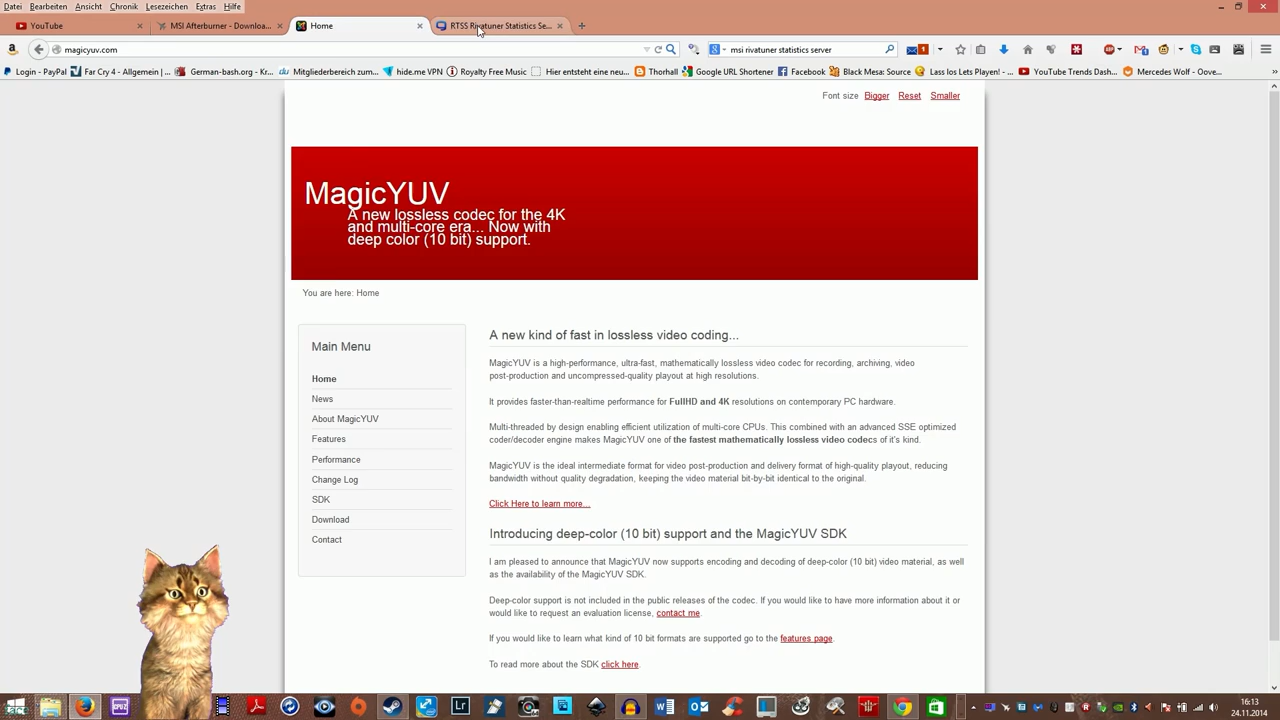 Datei Bearbeiten Ansicht Chronik Lesezeichen Extras Hilfe
YouTube
MSI Afterburner - Downloa...
Home
RTSS Rivatuner Statistics Se...
magicyuv.com
msi rivatuner statistics server
Login - PayPal
Far Cry 4 - Allgemein | ...
German-bash.org - Kr...
Mitgliederbereich zum...
hide.me VPN
Royalty Free Music
Hier entsteht eine neu...
Thorhall
Google URL Shortener
Facebook
Black Mesa: Source
Lass los Lets Playen! - ...
YouTube Trends Dash...
Mercedes Wolf - Oove...
Font size Bigger Reset Smaller
MagicYUV
A new lossless codec for the 4K
and multi-core era... Now with
deep color (10 bit) support.
You are here: Home
Main Menu
Home
News
About MagicYUV
Features
Performance
Change Log
SDK
Download
Contact
A new kind of fast in lossless video coding...
MagicYUV is a high-performance, ultra-fast, mathematically lossless video codec for recording, archiving, video
post-production and uncompressed-quality playout at high resolutions.
It provides faster-than-realtime performance for FullHD and 4K resolutions on contemporary PC hardware.
Multi-threaded by design enabling efficient utilization of multi-core CPUs. This combined with an advanced SSE optimized
coder/decoder engine makes MagicYUV one of the fastest mathematically lossless video codecs of it's kind.
MagicYUV is the ideal intermediate format for video post-production and delivery format of high-quality playout, reducing
bandwidth without quality degradation, keeping the video material bit-by-bit identical to the original.
Click Here to learn more...
Introducing deep-color (10 bit) support and the MagicYUV SDK
I am pleased to announce that MagicYUV now supports encoding and decoding of deep-color (10 bit) video material, as well
as the availability of the MagicYUV SDK.
Deep-color support is not included in the public releases of the codec. If you would like to have more information about it or
would like to request an evaluation license, contact me.
If you would like to learn what kind of 10 bit formats are supported go to the features page.
To read more about the SDK click here.
16:13
24.11.2014